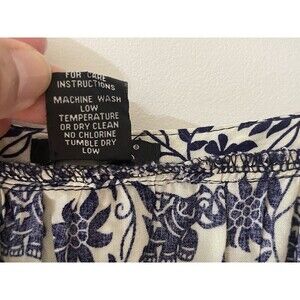 FOR CARE
INSTRUCTIONS
MACHINE WASH
LOW
TEMPERATURE
OR DRY CLEAN
NO CHLORINE
TUMBLE DRY
LOW